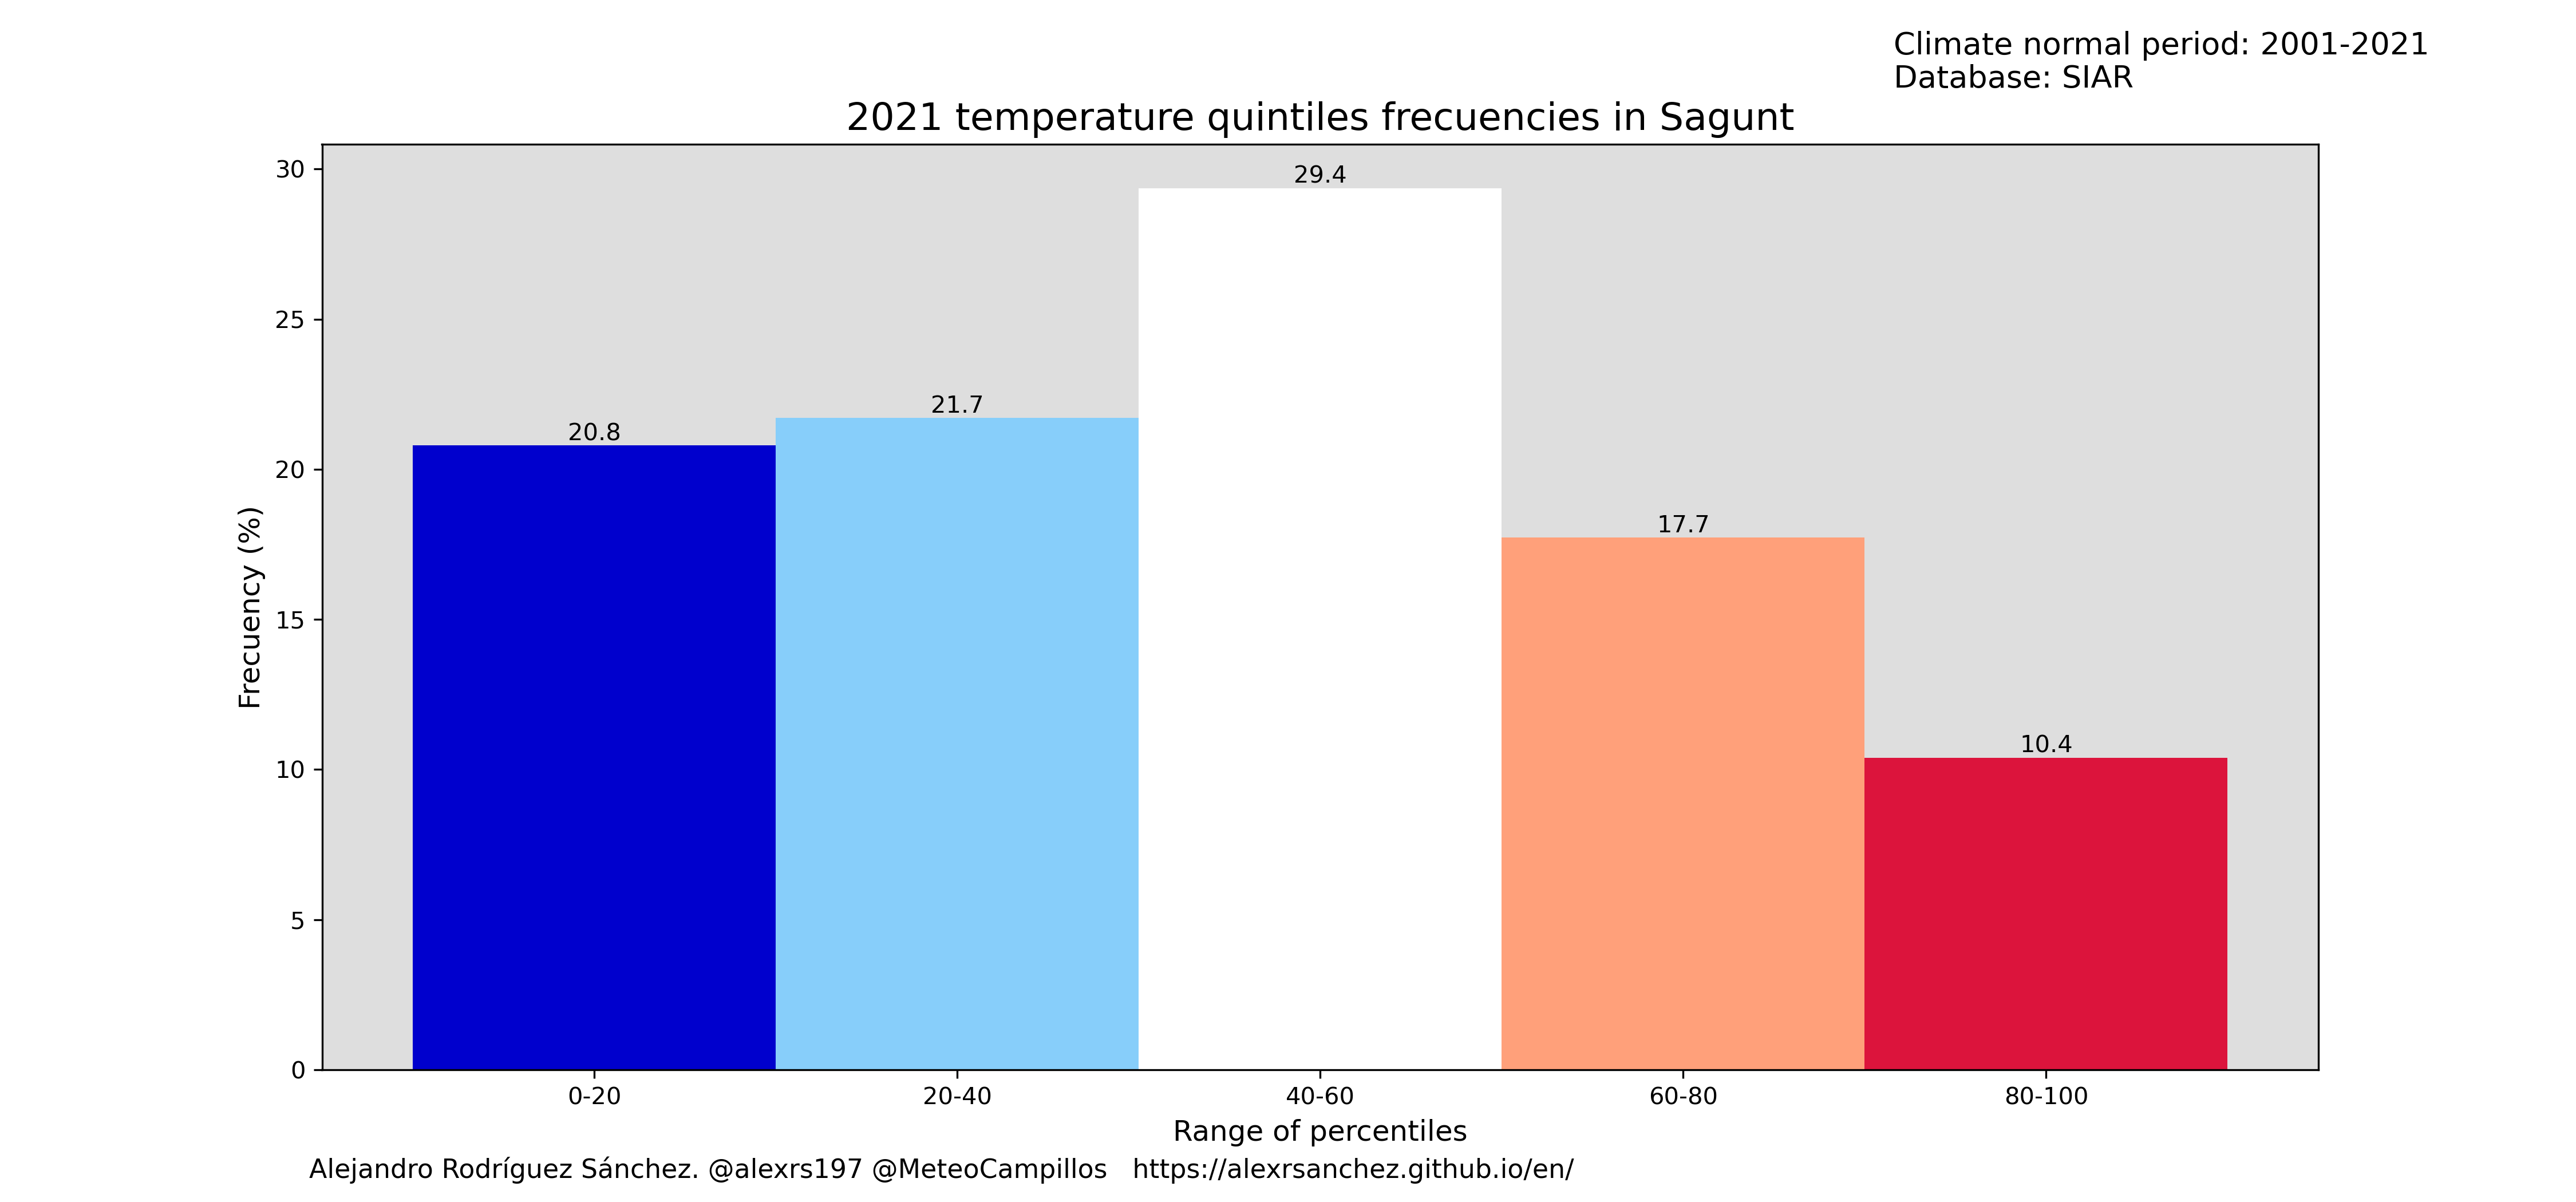 Climate normal period: 2001-2021
Database: SIAR
2021 temperature quintiles frecuencies in Sagunt
Frecuency (%)
30
25
20
15
10
5
0
20.8
21.7
29.4
17.7
10.4
0-20
20-40
40-60
60-80
80-100
Range of percentiles
Alejandro Rodríguez Sánchez. @alexrs197 @MeteoCampillos   https://alexrsanchez.github.io/en/